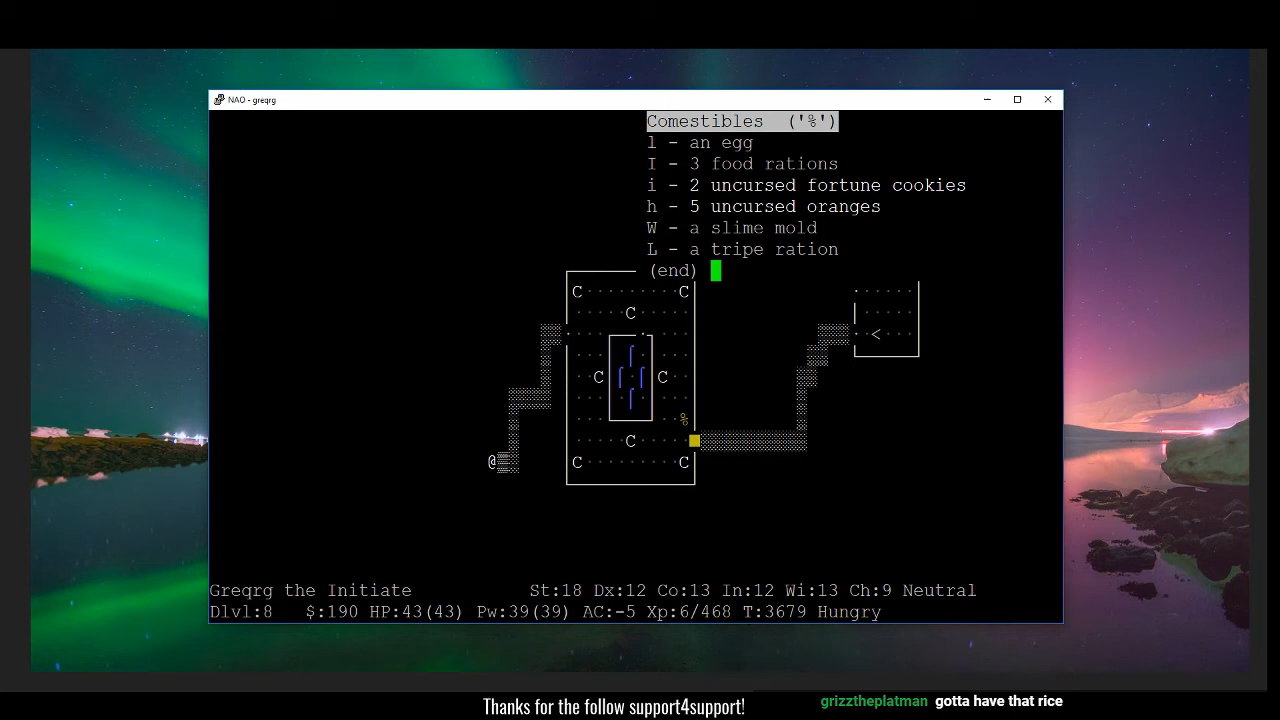 NAO - greqrg
Comestibles ('%')
l - an egg
I - 3 food rations
i - 2 uncursed fortune cookies
h - 5 uncursed oranges
W - a slime mold
L - a tripe ration
(end)
C · · · · · · · · · C
C
<
C ∫ · ∫ C
%
C
@
C · · · · · · · · · C
Greqrg the Initiate St:18 Dx:12 Co:13 In:12 Wi:13 Ch:9 Neutral
Dlvl:8 $:190 HP:43(43) Pw:39(39) AC:-5 Xp:6/468 T:3679 Hungry
Thanks for the follow support4support!
grizztheplatman gotta have that rice